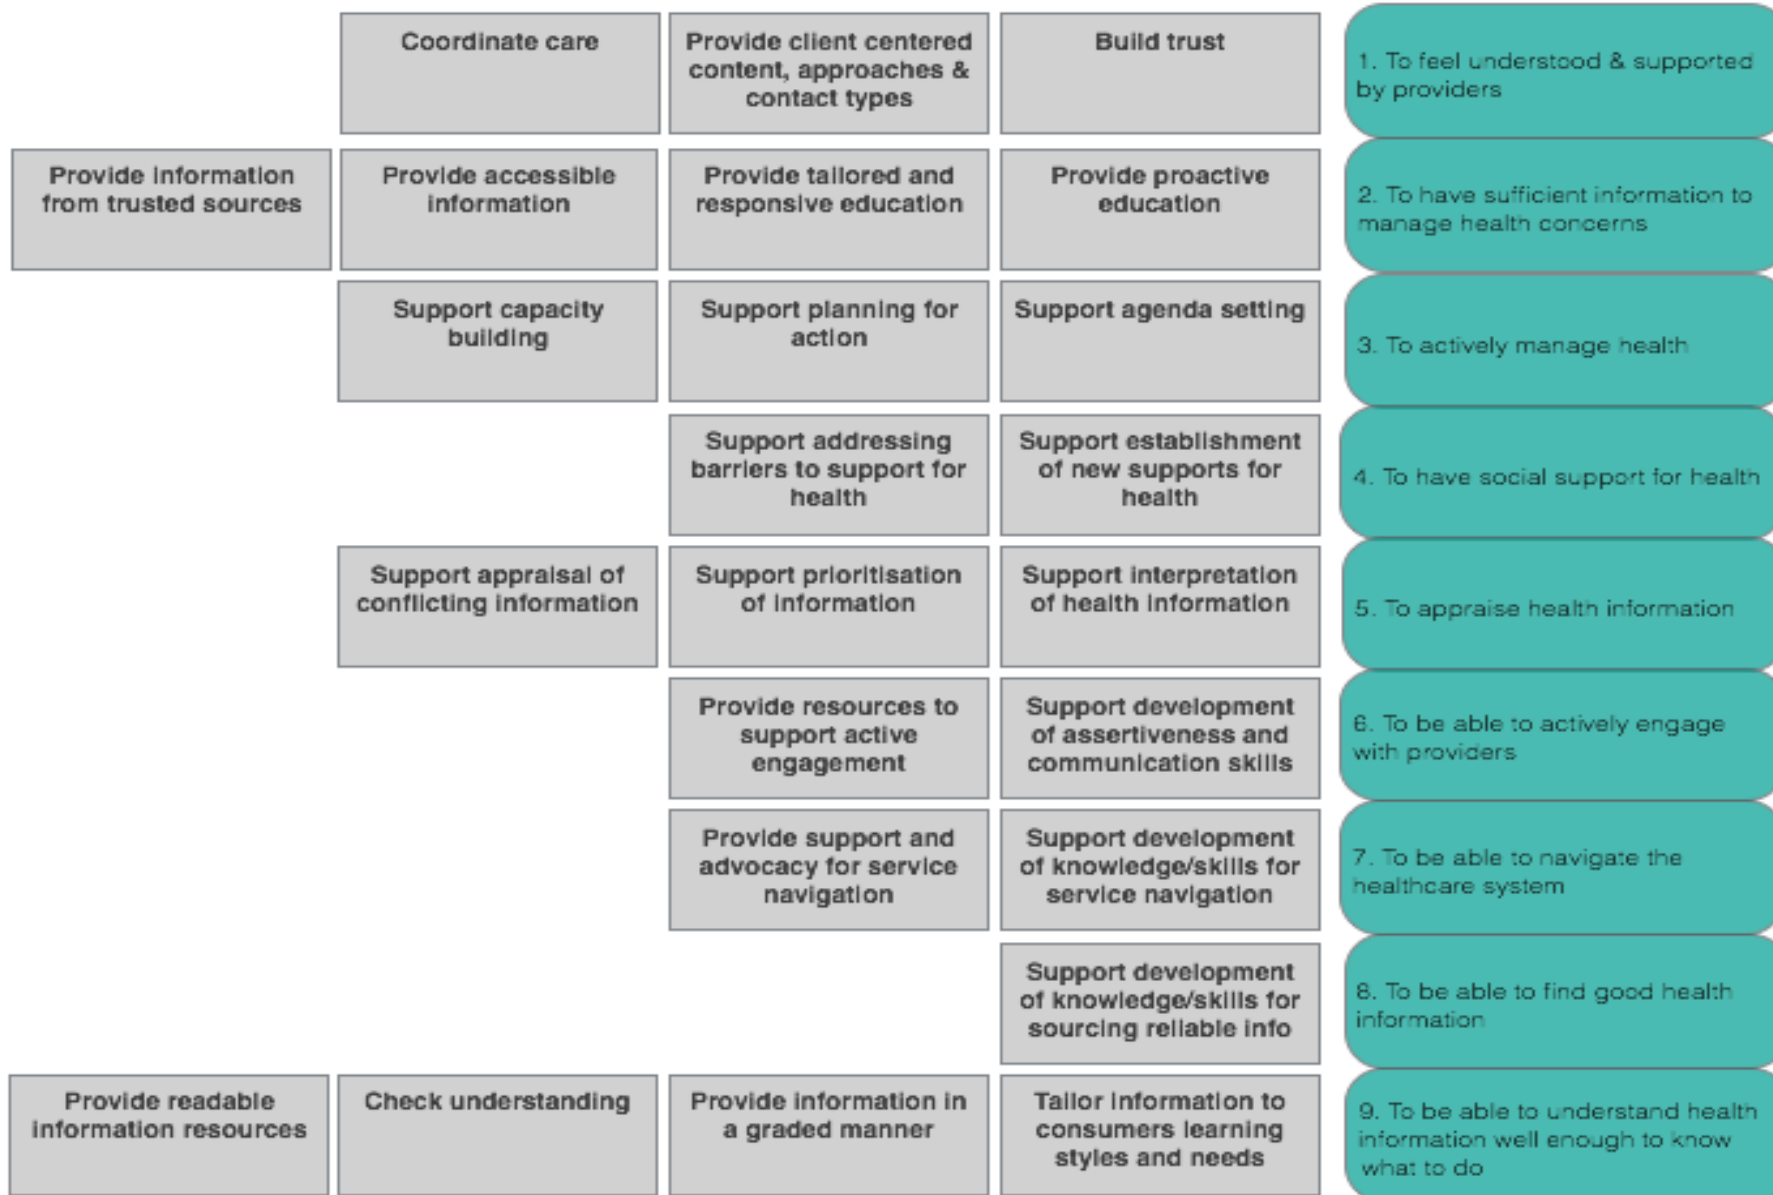 Coordinate care
Provide client centered
content, approaches &
contact types
Build trust
1. To feel understood & supported
by providers
Provide information
from trusted sources
Provide accessible
information
Provide tailored and
responsive education
Provide proactive
education
2. To have sufficient information to
manage health concerns
Support capacity
building
Support planning for
action
Support agenda setting
3. To actively manage health
Support addressing
barriers to support for
health
Support establishment
of new supports for
health
4. To have social support for health
Support appraisal of
conflicting information
Support prioritisation
of information
Support interpretation
of health information
5. To appraise health information
Provide resources to
support active
engagement
Support development
of assertiveness and
communication skills
6. To be able to actively engage
with providers
Provide support and
advocacy for service
navigation
Support development
of knowledge/skills for
service navigation
7. To be able to navigate the
healthcare system
Support development
of knowledge/skills for
sourcing reliable info
8. To be able to find good health
information
Provide readable
information resources
Check understanding
Provide information in
a graded manner
Tailor information to
consumers learning
styles and needs
9. To be able to understand health
information well enough to know
what to do